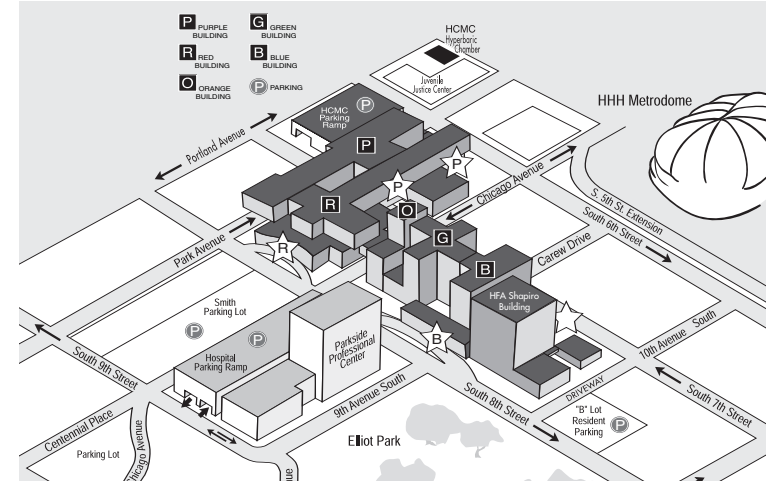 P PURPLE
BUILDING
G GREEN
BUILDING
R RED
BUILDING
B BLUE
BUILDING
O ORANGE
BUILDING
P PARKING
HCMC
Hyperbaric
Chamber
Juvenile
Justice Center
HHH Metrodome
HCMC
Parking
Ramp
P
P
Portland Avenue
P
P
Chicago Avenue
S. 5th St. Extension
South 6th Street
R
O
G
Park Avenue
R
B
Carew Drive
HFA Shapiro
Building
Smith
Parking Lot
P
P
Hospital
Parking Ramp
Parkside
Professional
Center
B
South 9th Street
10th Avenue South
South 7th Street
DRIVEWAY
"B" Lot
Resident
Parking
P
9th Avenue South
South 8th Street
Elliot Park
Centennial Place
Parking Lot
Chicago Avenue
nue